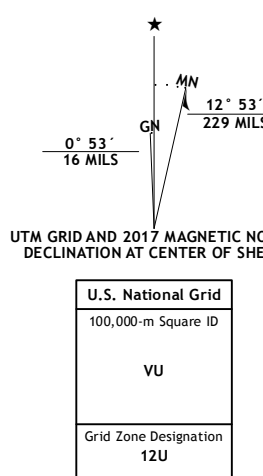 ★
MN
GN
12° 53´
229 MILS
0° 53´
16 MILS
UTM GRID AND 2017 MAGNETIC NO
DECLINATION AT CENTER OF SHE
U.S. National Grid
100,000-m Square ID
VU
Grid Zone Designation
12U